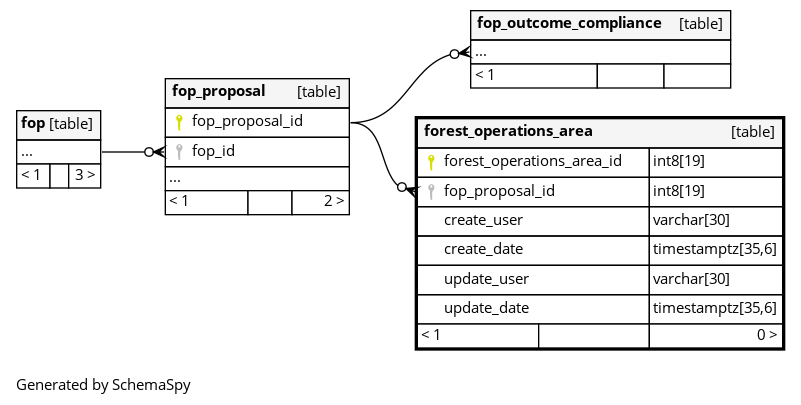 fop [table]
...
< 1 3 >
fop_proposal [table]
fop_proposal_id
fop_id
...
< 1 2 >
fop_outcome_compliance [table]
...
< 1
forest_operations_area [table]
forest_operations_area_id int8[19]
fop_proposal_id int8[19]
create_user varchar[30]
create_date timestamptz[35,6]
update_user varchar[30]
update_date timestamptz[35,6]
< 1 0 >
Generated by SchemaSpy